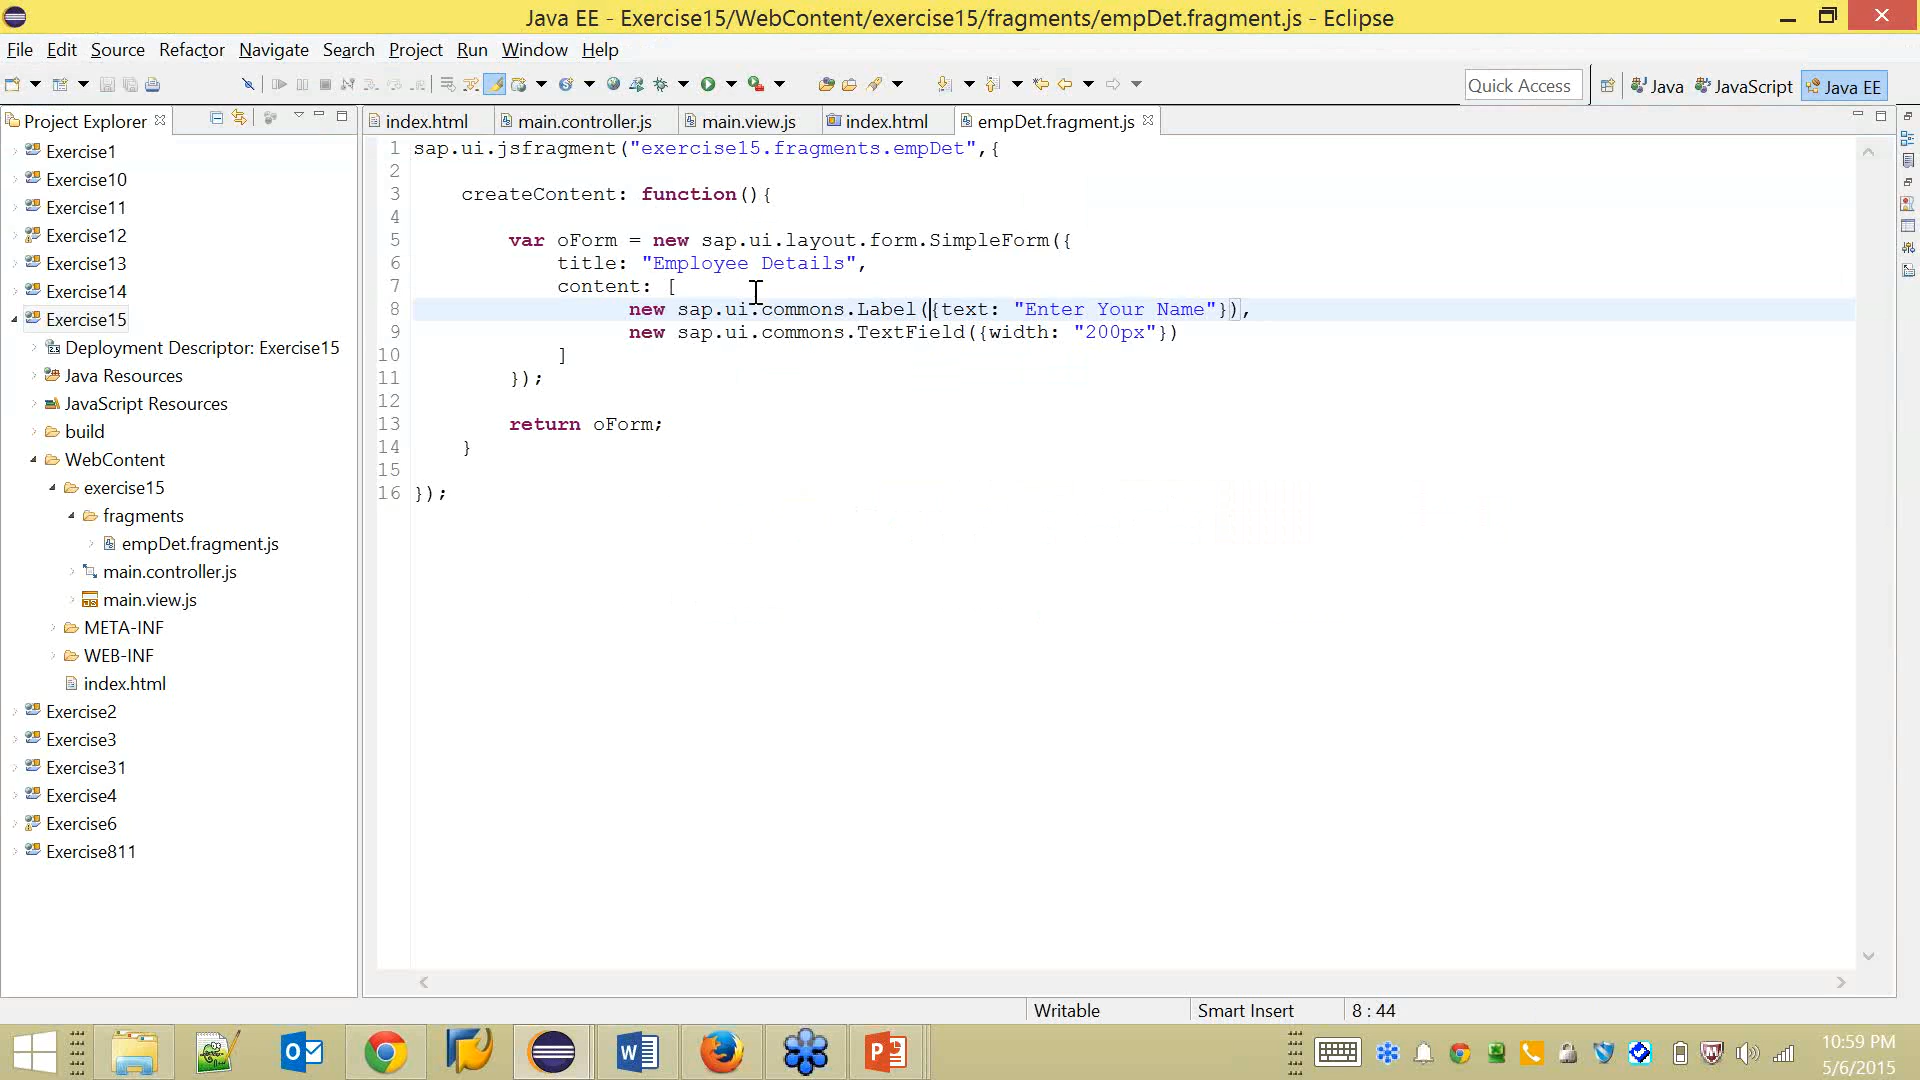 Java EE - Exercise15/WebContent/exercise15/fragments/empDet.fragment.js - Eclipse
File Edit Source Refactor Navigate Search Project Run Window Help
Quick Access Java JavaScript Java EE
Project Explorer
index.html main.controller.js main.view.js index.html empDet.fragment.js
Exercise1
Exercise10
Exercise11
Exercise12
Exercise13
Exercise14
Exercise15
Deployment Descriptor: Exercise15
Java Resources
JavaScript Resources
build
WebContent
exercise15
fragments
empDet.fragment.js
main.controller.js
main.view.js
META-INF
WEB-INF
index.html
Exercise2
Exercise3
Exercise31
Exercise4
Exercise6
Exercise811
1 sap.ui.jsfragment("exercise15.fragments.empDet",{
2
3 createContent: function(){
4
5 var oForm = new sap.ui.layout.form.SimpleForm({
6 title: "Employee Details",
7 content: [
8 new sap.ui.commons.Label({text: "Enter Your Name"}),
9 new sap.ui.commons.TextField({width: "200px"})
10 ]
11 });
12
13 return oForm;
14 }
15
16 });
Writable Smart Insert 8 : 44
10:59 PM
5/6/2015